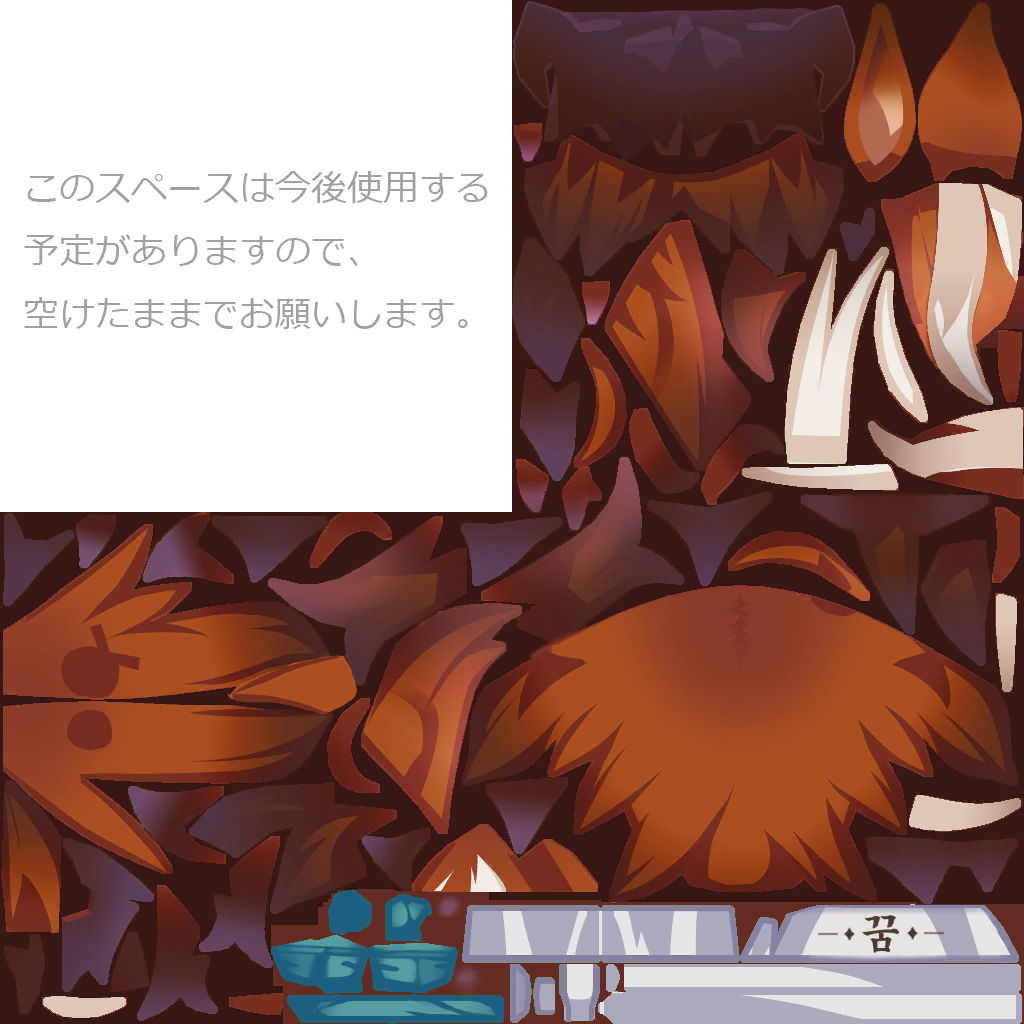 このスペースは今後使用する
予定がありますので、
空けたままでお願いします。
꿈